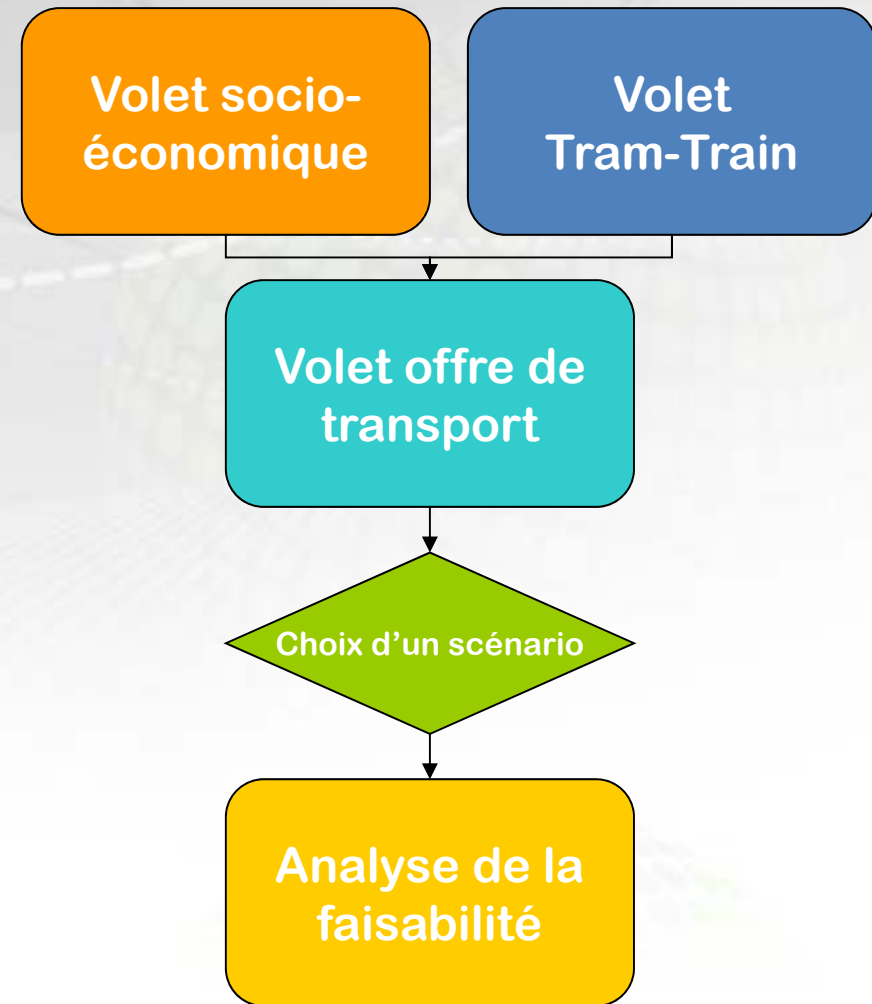 Volet socio-
économique
Volet
Tram-Train
Volet offre de
transport
Choix d’un scénario
Analyse de la
faisabilité